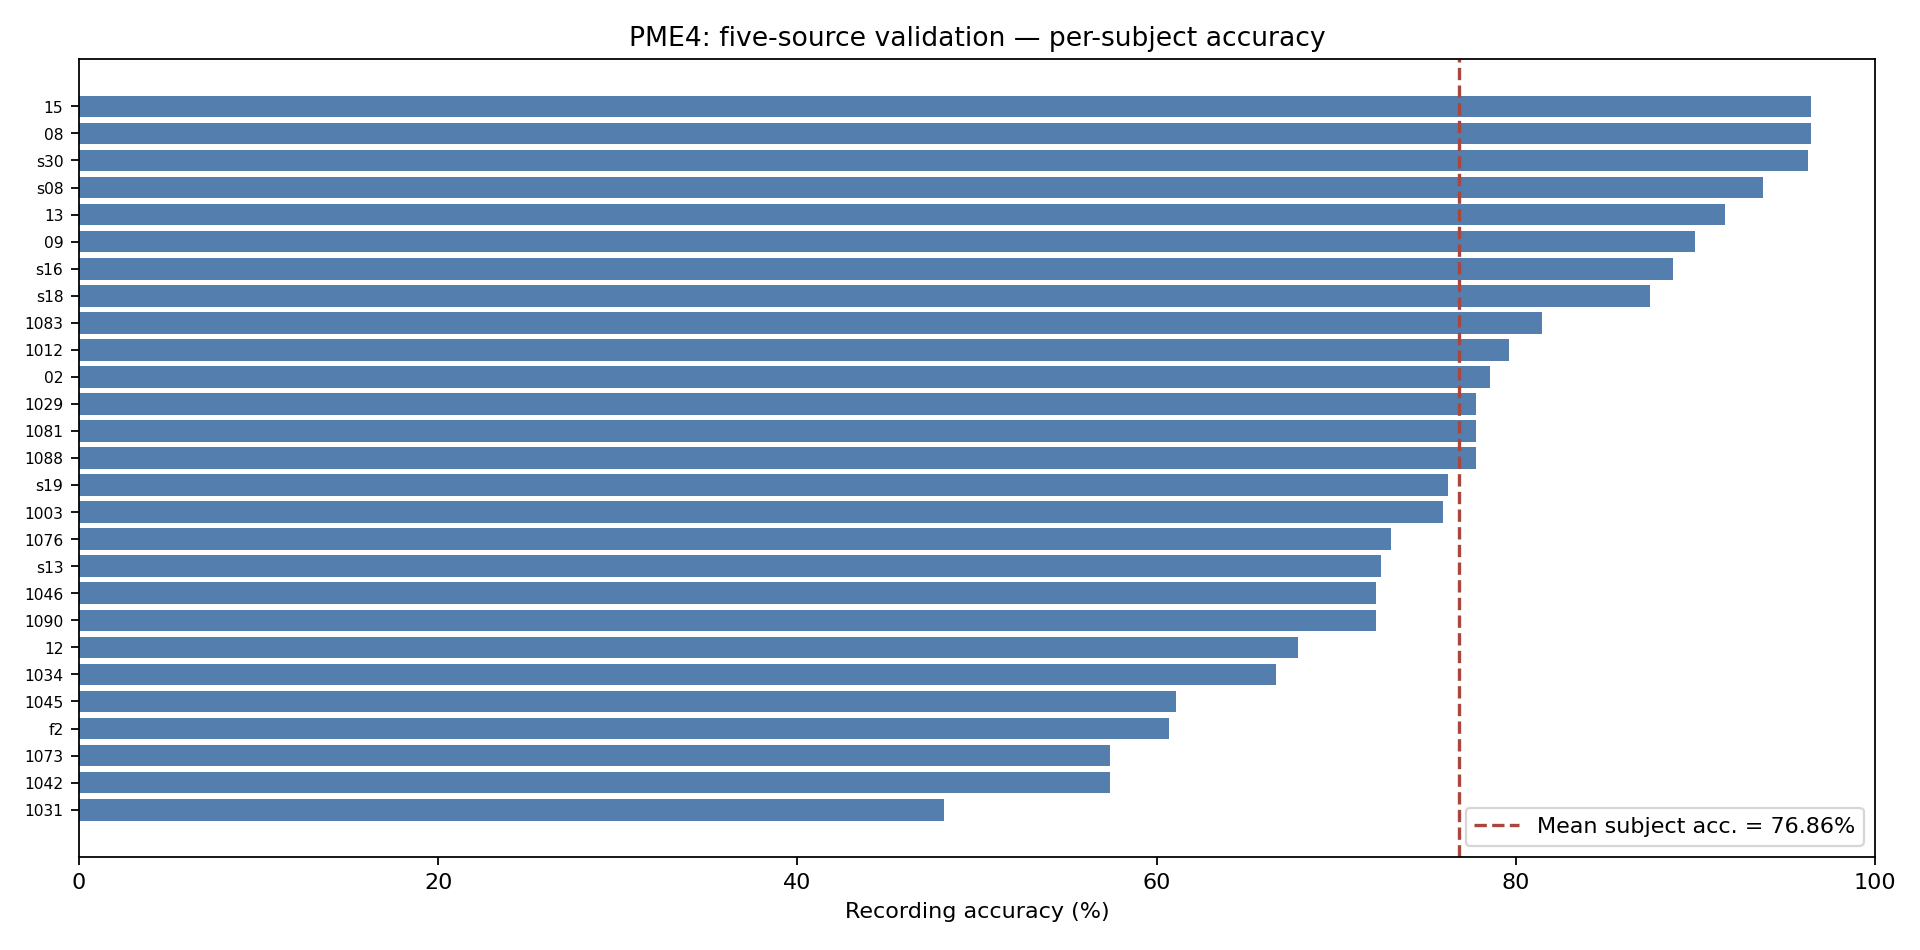 PME4: five-source validation — per-subject accuracy
15
08
s30
s08
13
09
s16
s18
1083
1012
02
1029
1081
1088
s19
1003
1076
s13
1046
1090
12
1034
1045
f2
1073
1042
1031
Mean subject acc. = 76.86%
0 20 40 60 80 100
Recording accuracy (%)